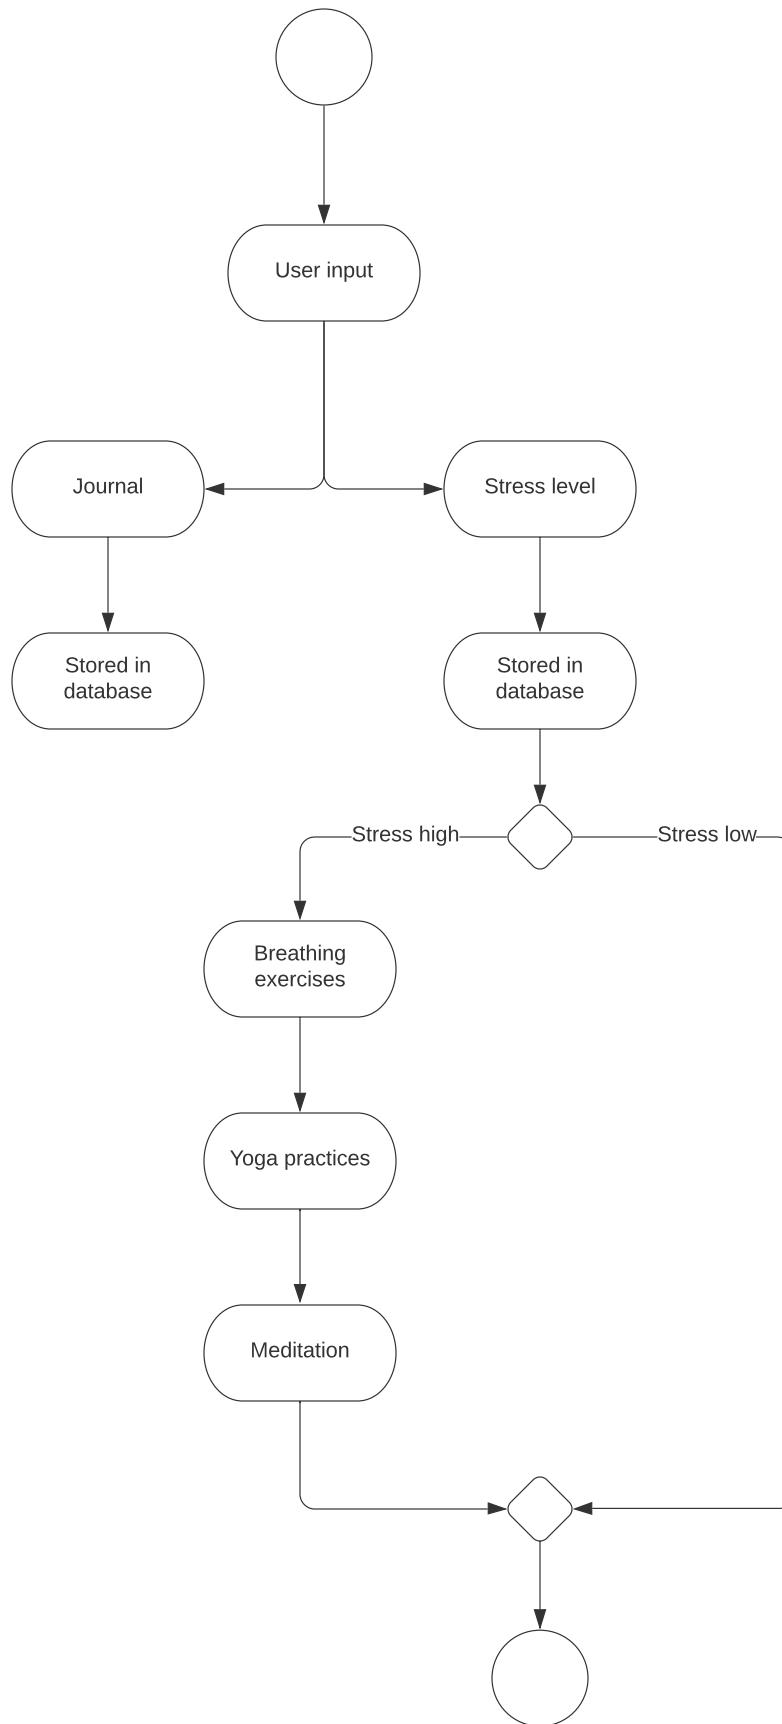 User input
Journal
Stress level
Stored in
database
Stored in
database
Stress high
Stress low
Breathing
exercises
Yoga practices
Meditation